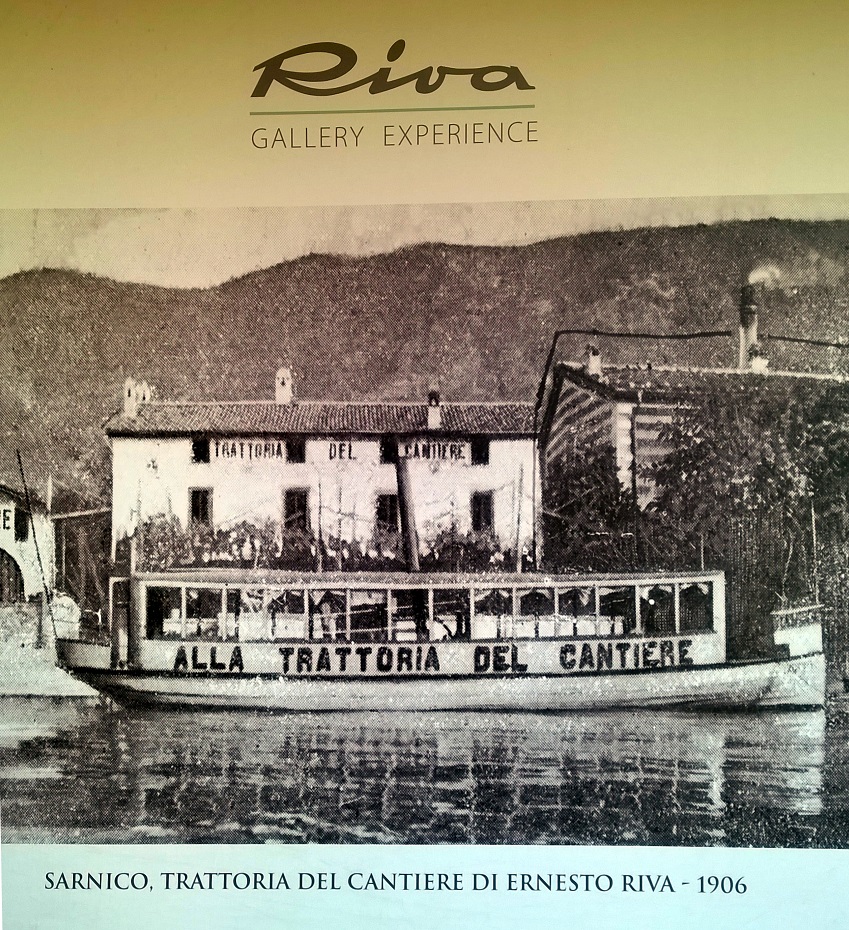 Riva
GALLERY EXPERIENCE
TRATTORIA DEL CANTIERE
ALLA TRATTORIA DEL CANTIERE
SARNICO, TRATTORIA DEL CANTIERE DI ERNESTO RIVA - 1906